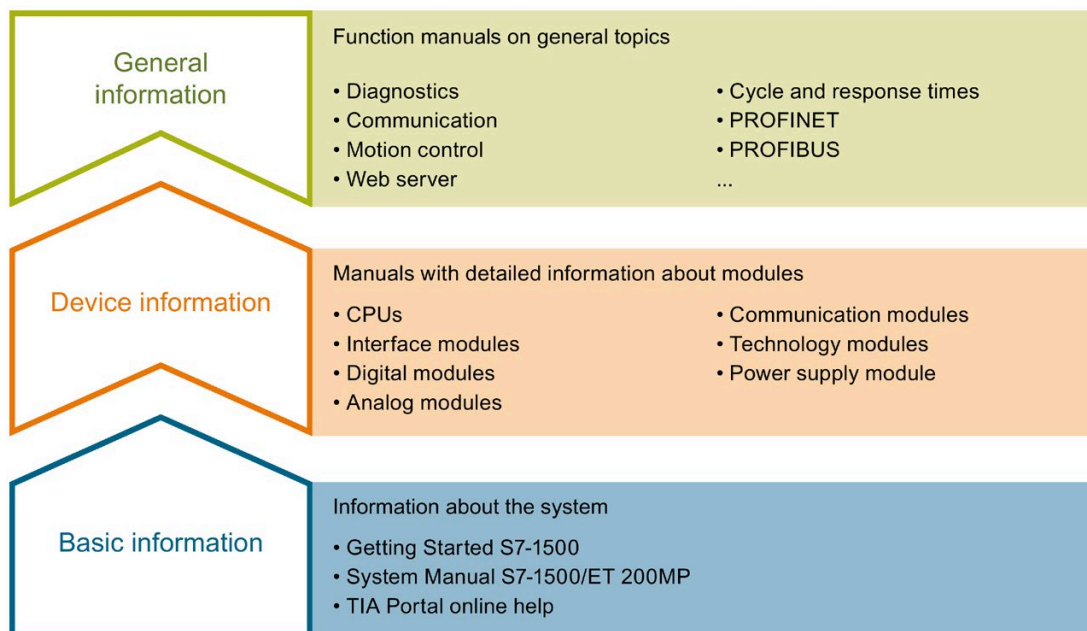 General
information
Function manuals on general topics
• Diagnostics
• Communication
• Motion control
• Web server
• Cycle and response times
• PROFINET
• PROFIBUS
...
Device information
Manuals with detailed information about modules
• CPUs
• Interface modules
• Digital modules
• Analog modules
• Communication modules
• Technology modules
• Power supply module
Basic information
Information about the system
• Getting Started S7-1500
• System Manual S7-1500/ET 200MP
• TIA Portal online help